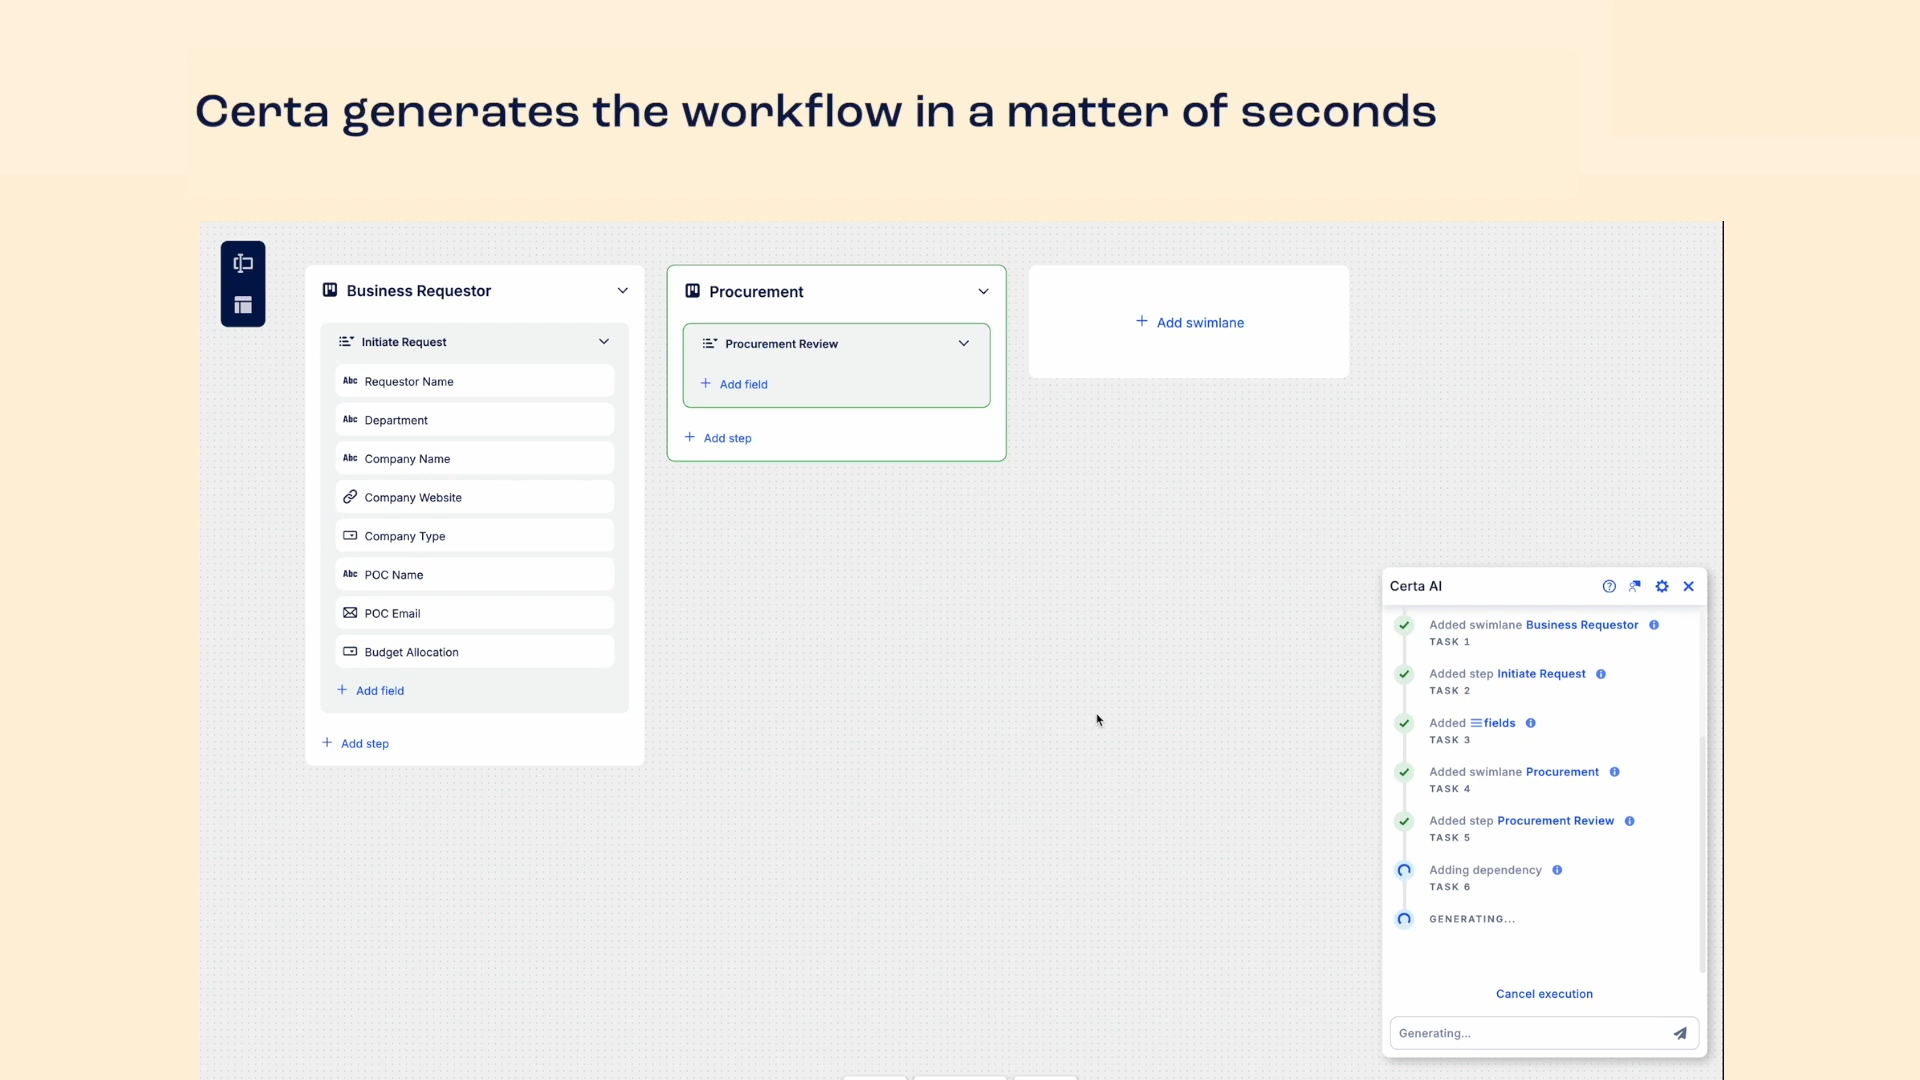 Certa generates the workflow in a matter of seconds
Business Requestor
Initiate Request
Abc Requestor Name
Abc Department
Abc Company Name
Company Website
Company Type
Abc POC Name
POC Email
Budget Allocation
+ Add field
+ Add step
Procurement
Procurement Review
+ Add field
+ Add step
+ Add swimlane
Certa AI
Added swimlane Business Requestor
TASK 1
Added step Initiate Request
TASK 2
Added fields
TASK 3
Added swimlane Procurement
TASK 4
Added step Procurement Review
TASK 5
Adding dependency
TASK 6
GENERATING...
Cancel execution
Generating...